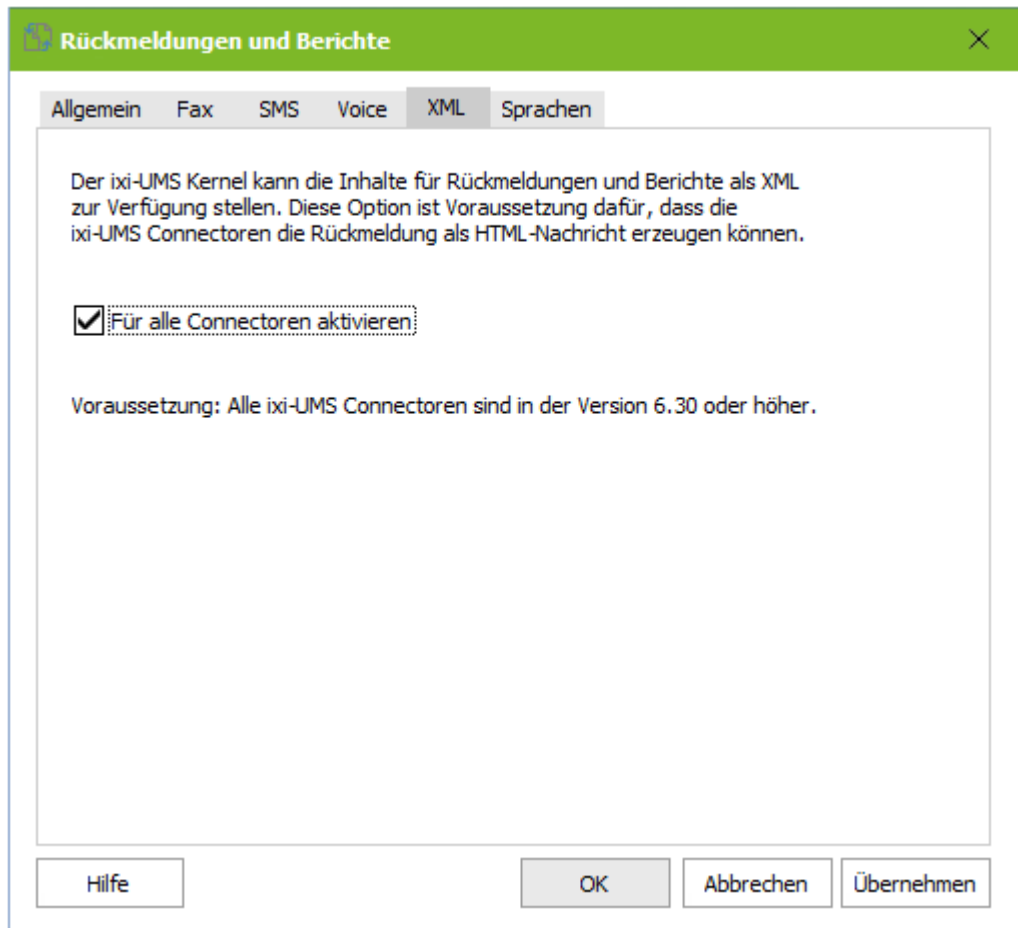 Rückmeldungen und Berichte
Allgemein Fax SMS Voice XML Sprachen
Der ixi-UMS Kernel kann die Inhalte für Rückmeldungen und Berichte als XML
zur Verfügung stellen. Diese Option ist Voraussetzung dafür, dass die
ixi-UMS Connectoren die Rückmeldung als HTML-Nachricht erzeugen können.
Für alle Connectoren aktivieren
Voraussetzung: Alle ixi-UMS Connectoren sind in der Version 6.30 oder höher.
Hilfe OK Abbrechen Übernehmen